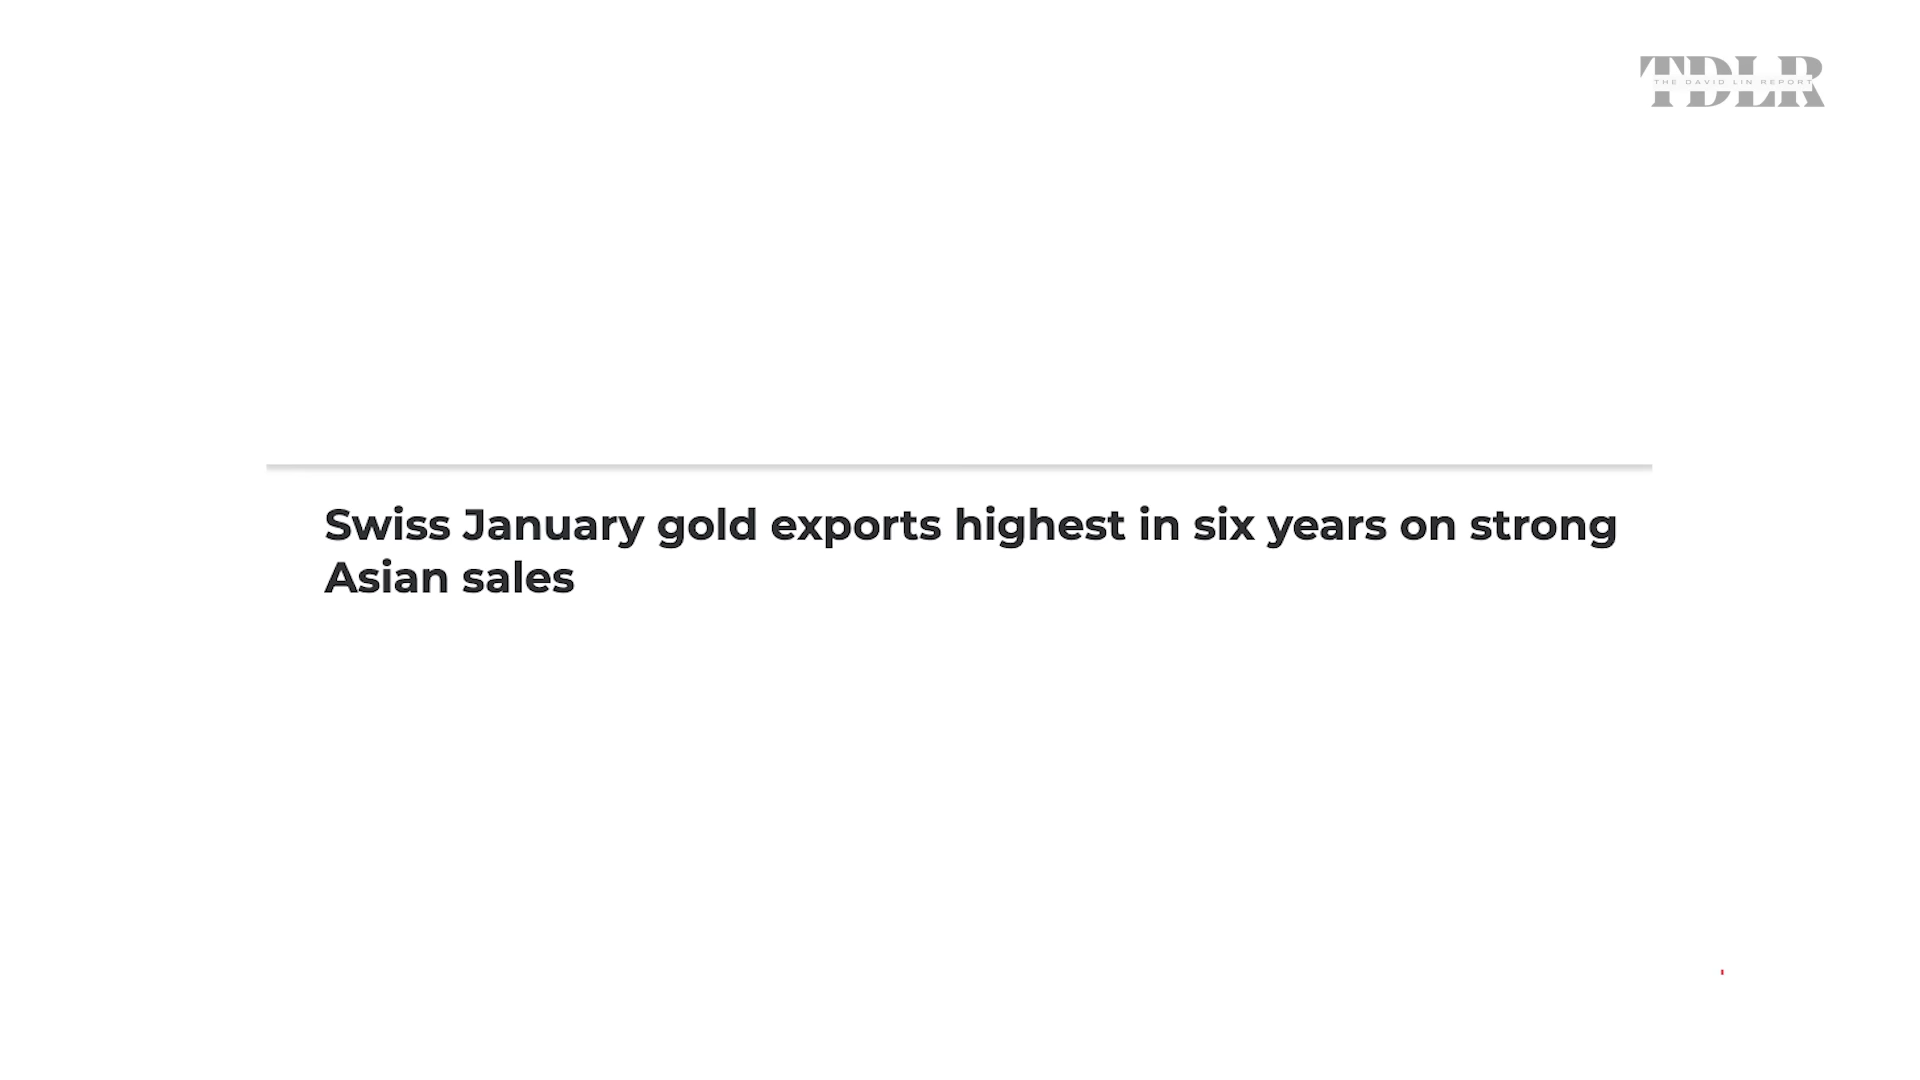 TDLR
THE DAVID LIN REPORT
Swiss January gold exports highest in six years on strong
Asian sales